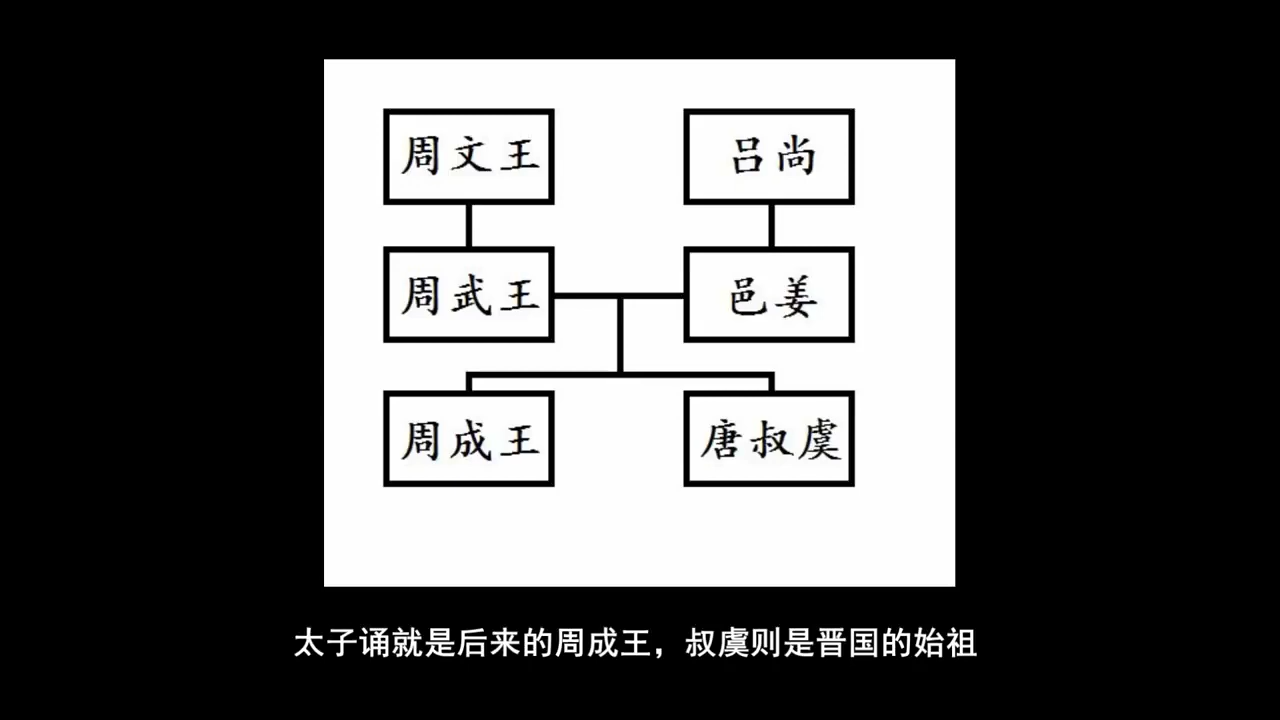 周文王
吕尚
周武王
邑姜
周成王
唐叔虞
太子诵就是后来的周成王，叔虞则是晋国的始祖